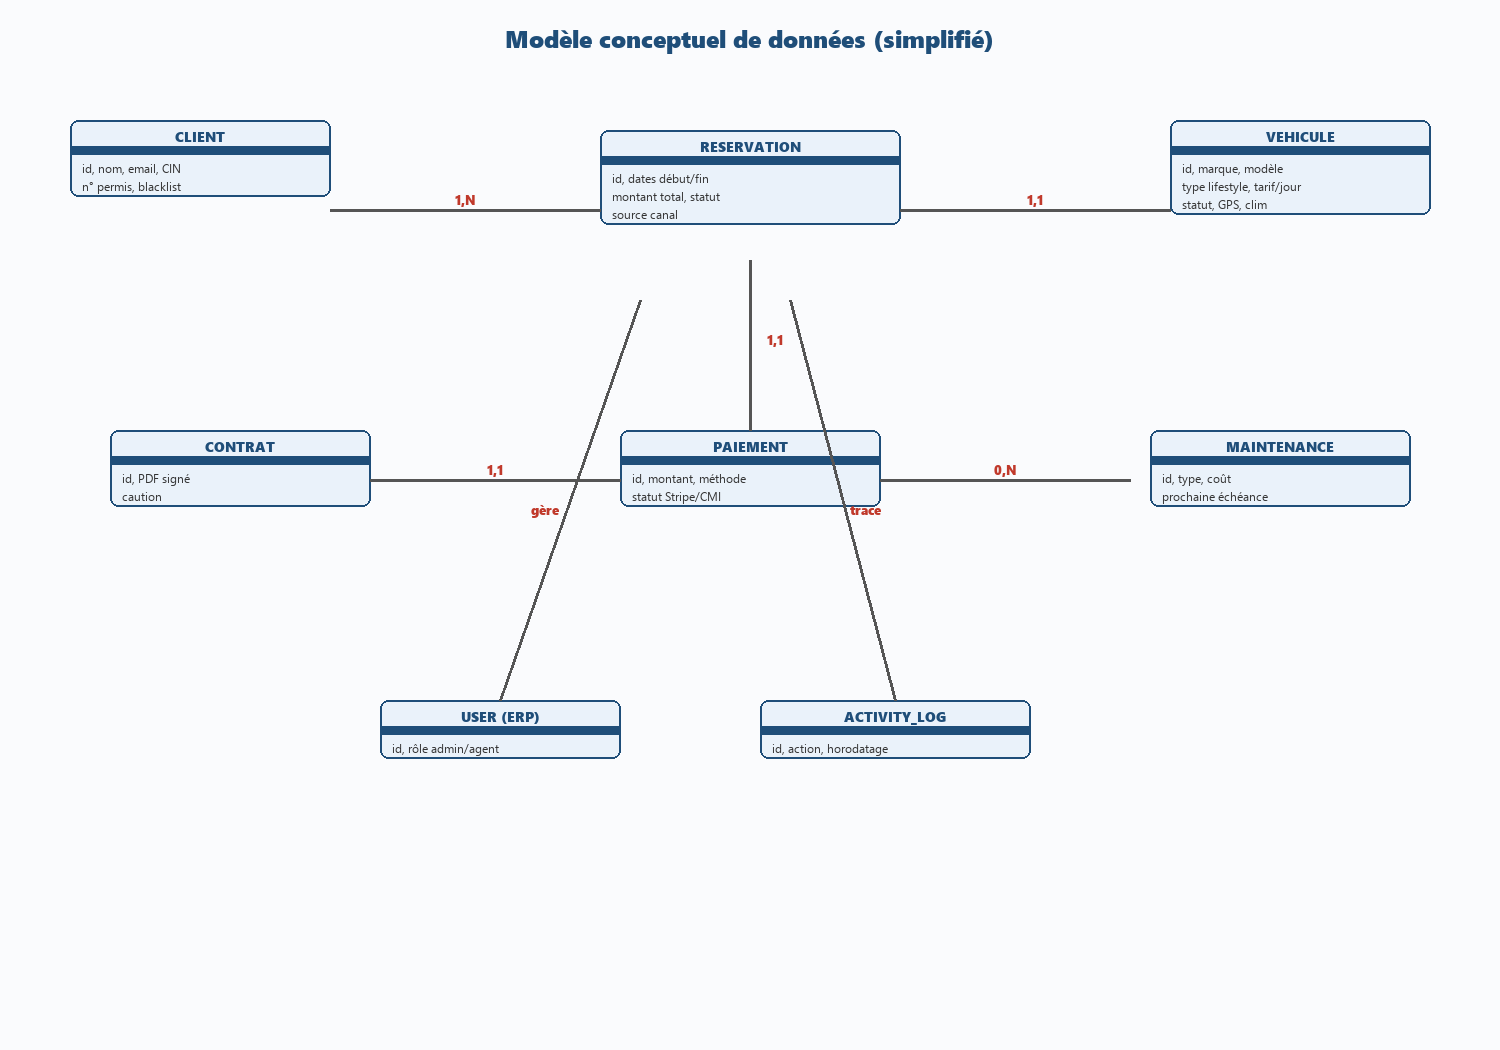 Modèle conceptuel de données (simplifié)
CLIENT
id, nom, email, CIN
n° permis, blacklist
1,N
RESERVATION
id, dates début/fin
montant total, statut
source canal
1,1
VEHICULE
id, marque, modèle
type lifestyle, tarif/jour
statut, GPS, clim
1,1
CONTRAT
id, PDF signé
caution
1,1
PAIEMENT
id, montant, méthode
statut Stripe/CMI
0,N
MAINTENANCE
id, type, coût
prochaine échéance
gère
trace
USER (ERP)
id, rôle admin/agent
ACTIVITY_LOG
id, action, horodatage